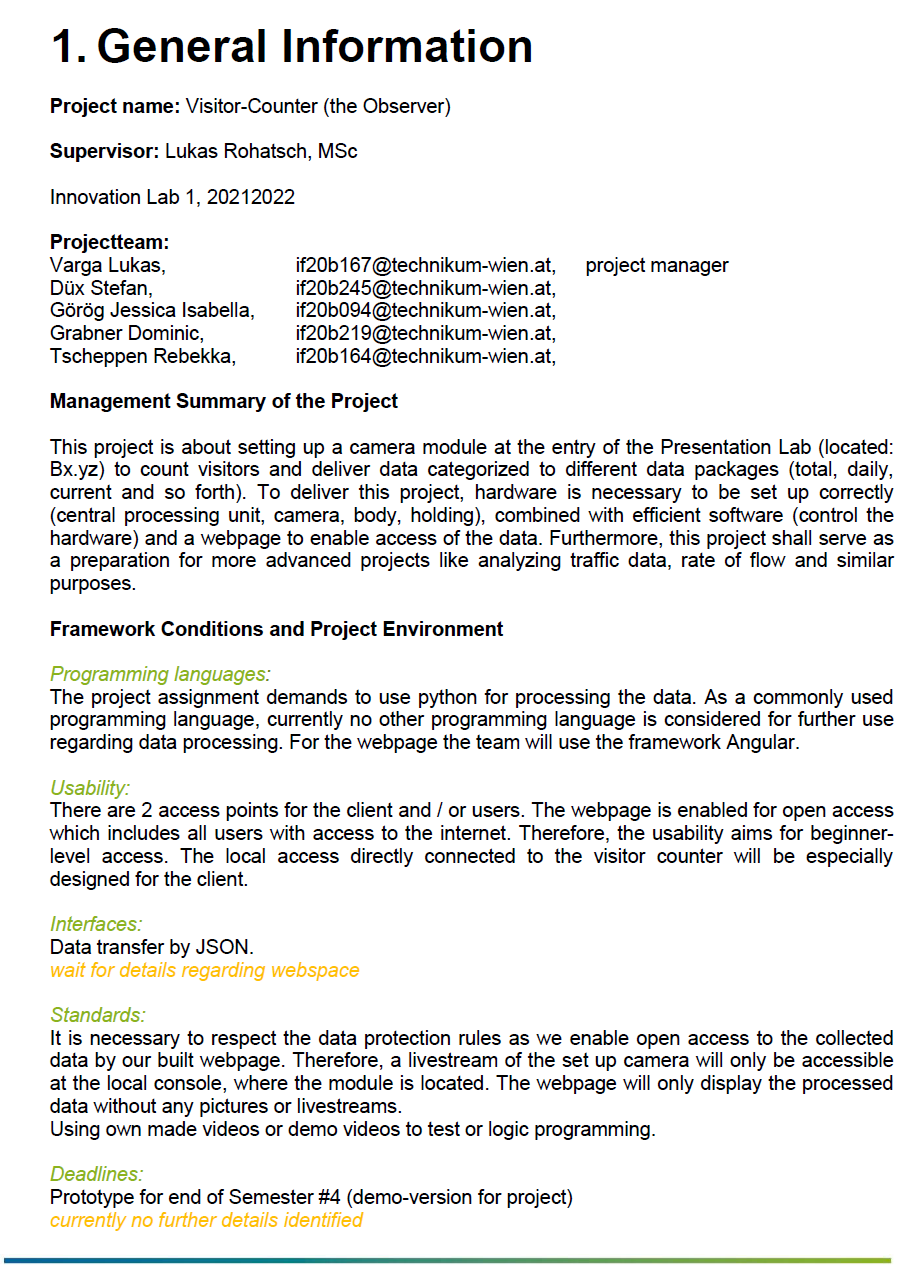 1. General Information
Project name: Visitor-Counter (the Observer)
Supervisor: Lukas Rohatsch, MSc
Innovation Lab 1, 20212022
Projectteam:
Varga Lukas, if20b167@technikum-wien.at, project manager
Düx Stefan, if20b245@technikum-wien.at,
Görög Jessica Isabella, if20b094@technikum-wien.at,
Grabner Dominic, if20b219@technikum-wien.at,
Tscheppen Rebekka, if20b164@technikum-wien.at,
Management Summary of the Project
This project is about setting up a camera module at the entry of the Presentation Lab (located:
Bx.yz) to count visitors and deliver data categorized to different data packages (total, daily,
current and so forth). To deliver this project, hardware is necessary to be set up correctly
(central processing unit, camera, body, holding), combined with efficient software (control the
hardware) and a webpage to enable access of the data. Furthermore, this project shall serve as
a preparation for more advanced projects like analyzing traffic data, rate of flow and similar
purposes.
Framework Conditions and Project Environment
Programming languages:
The project assignment demands to use python for processing the data. As a commonly used
programming language, currently no other programming language is considered for further use
regarding data processing. For the webpage the team will use the framework Angular.
Usability:
There are 2 access points for the client and / or users. The webpage is enabled for open access
which includes all users with access to the internet. Therefore, the usability aims for beginner-
level access. The local access directly connected to the visitor counter will be especially
designed for the client.
Interfaces:
Data transfer by JSON.
wait for details regarding webspace
Standards:
It is necessary to respect the data protection rules as we enable open access to the collected
data by our built webpage. Therefore, a livestream of the set up camera will only be accessible
at the local console, where the module is located. The webpage will only display the processed
data without any pictures or livestreams.
Using own made videos or demo videos to test or logic programming.
Deadlines:
Prototype for end of Semester #4 (demo-version for project)
currently no further details identified